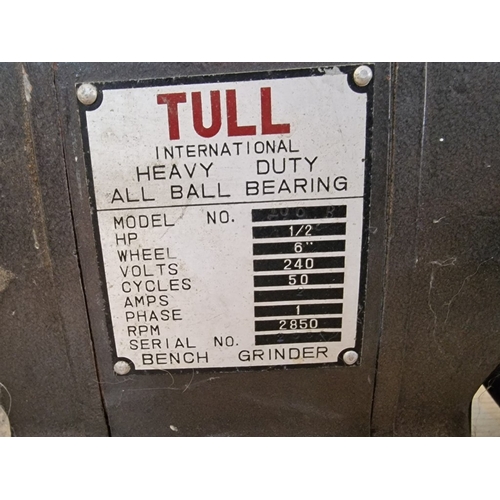 TULL
INTERNATIONAL
HEAVY DUTY
ALL BALL BEARING
MODEL NO.
HP 1/2
WHEEL 6"
VOLTS 240
CYCLES 50
AMPS
PHASE 1
RPM 2850
SERIAL NO.
BENCH GRINDER